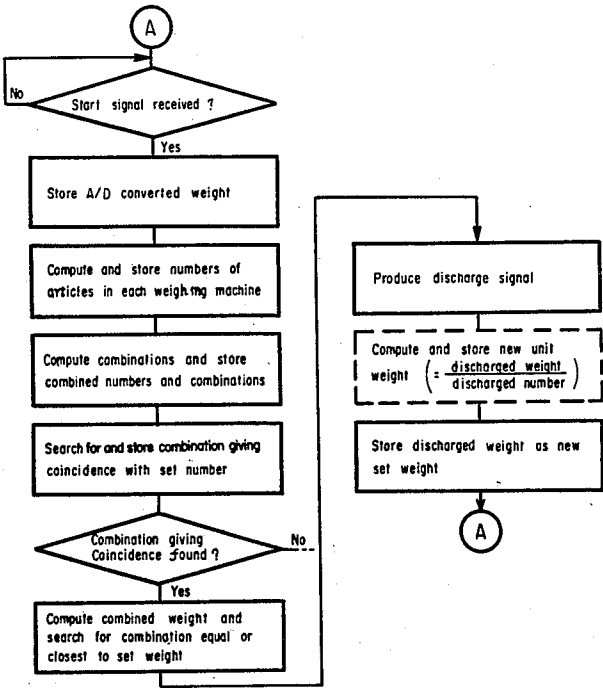 A
No
Start signal received ?
Yes
Store A/D converted weight
Compute and store numbers of
articles in each weighing machine
Compute combinations and store
combined numbers and combinations
Search for and store combination giving
coincidence with set number
Combination giving
Coincidence found ?
No
Yes
Compute combined weight and
search for combination equal or
closest to set weight
Produce discharge signal
Compute and store new unit
weight ( = discharged weight
discharged number )
Store discharged weight as new
set weight
A